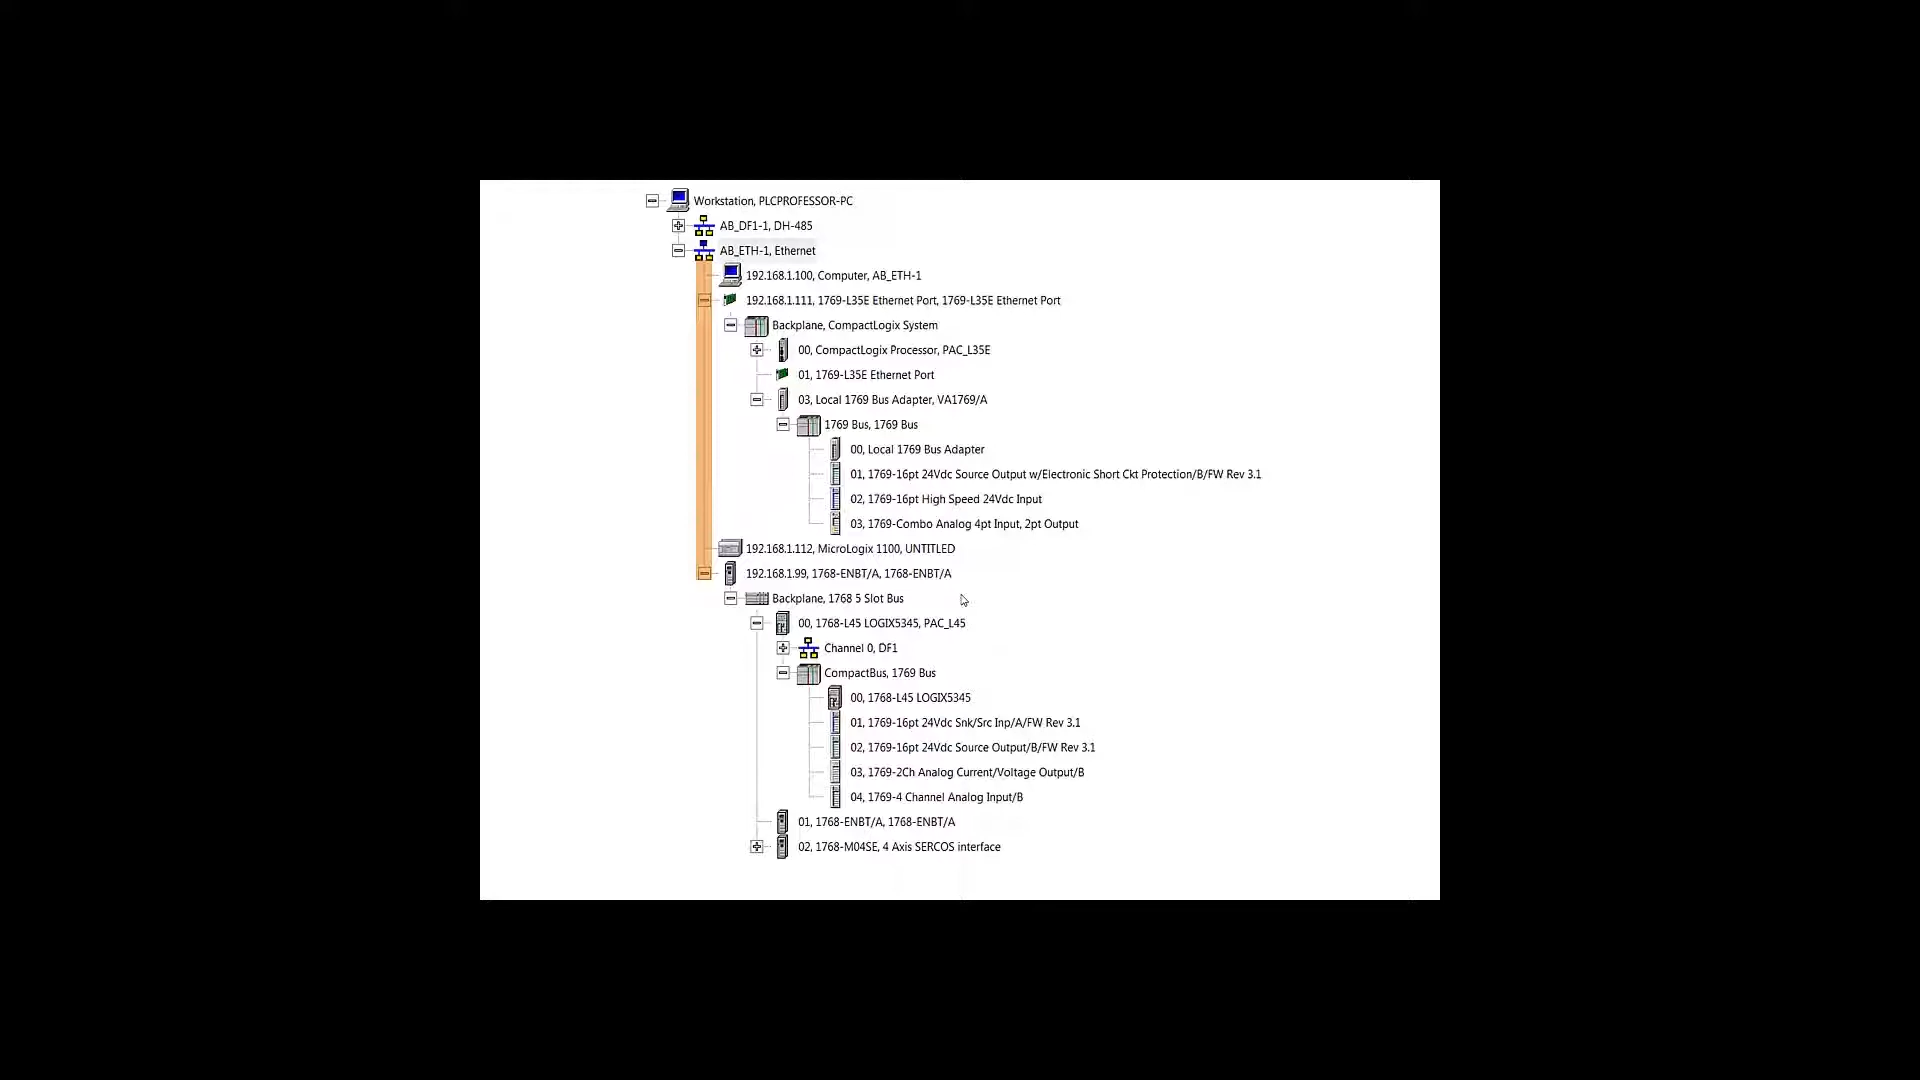 Workstation, PLCPROFESSOR-PC
AB_DF1-1, DH-485
AB_ETH-1, Ethernet
192.168.1.100, Computer, AB_ETH-1
192.168.1.111, 1769-L35E Ethernet Port, 1769-L35E Ethernet Port
Backplane, CompactLogix System
00, CompactLogix Processor, PAC_L35E
01, 1769-L35E Ethernet Port
03, Local 1769 Bus Adapter, VA1769/A
1769 Bus, 1769 Bus
00, Local 1769 Bus Adapter
01, 1769-16pt 24Vdc Source Output w/Electronic Short Ckt Protection/B/FW Rev 3.1
02, 1769-16pt High Speed 24Vdc Input
03, 1769-Combo Analog 4pt Input, 2pt Output
192.168.1.112, MicroLogix 1100, UNTITLED
192.168.1.99, 1768-ENBT/A, 1768-ENBT/A
Backplane, 1768 5 Slot Bus
00, 1768-L45 LOGIX5345, PAC_L45
Channel 0, DF1
CompactBus, 1769 Bus
00, 1768-L45 LOGIX5345
01, 1769-16pt 24Vdc Snk/Src Inp/A/FW Rev 3.1
02, 1769-16pt 24Vdc Source Output/B/FW Rev 3.1
03, 1769-2Ch Analog Current/Voltage Output/B
04, 1769-4 Channel Analog Input/B
01, 1768-ENBT/A, 1768-ENBT/A
02, 1768-M04SE, 4 Axis SERCOS interface